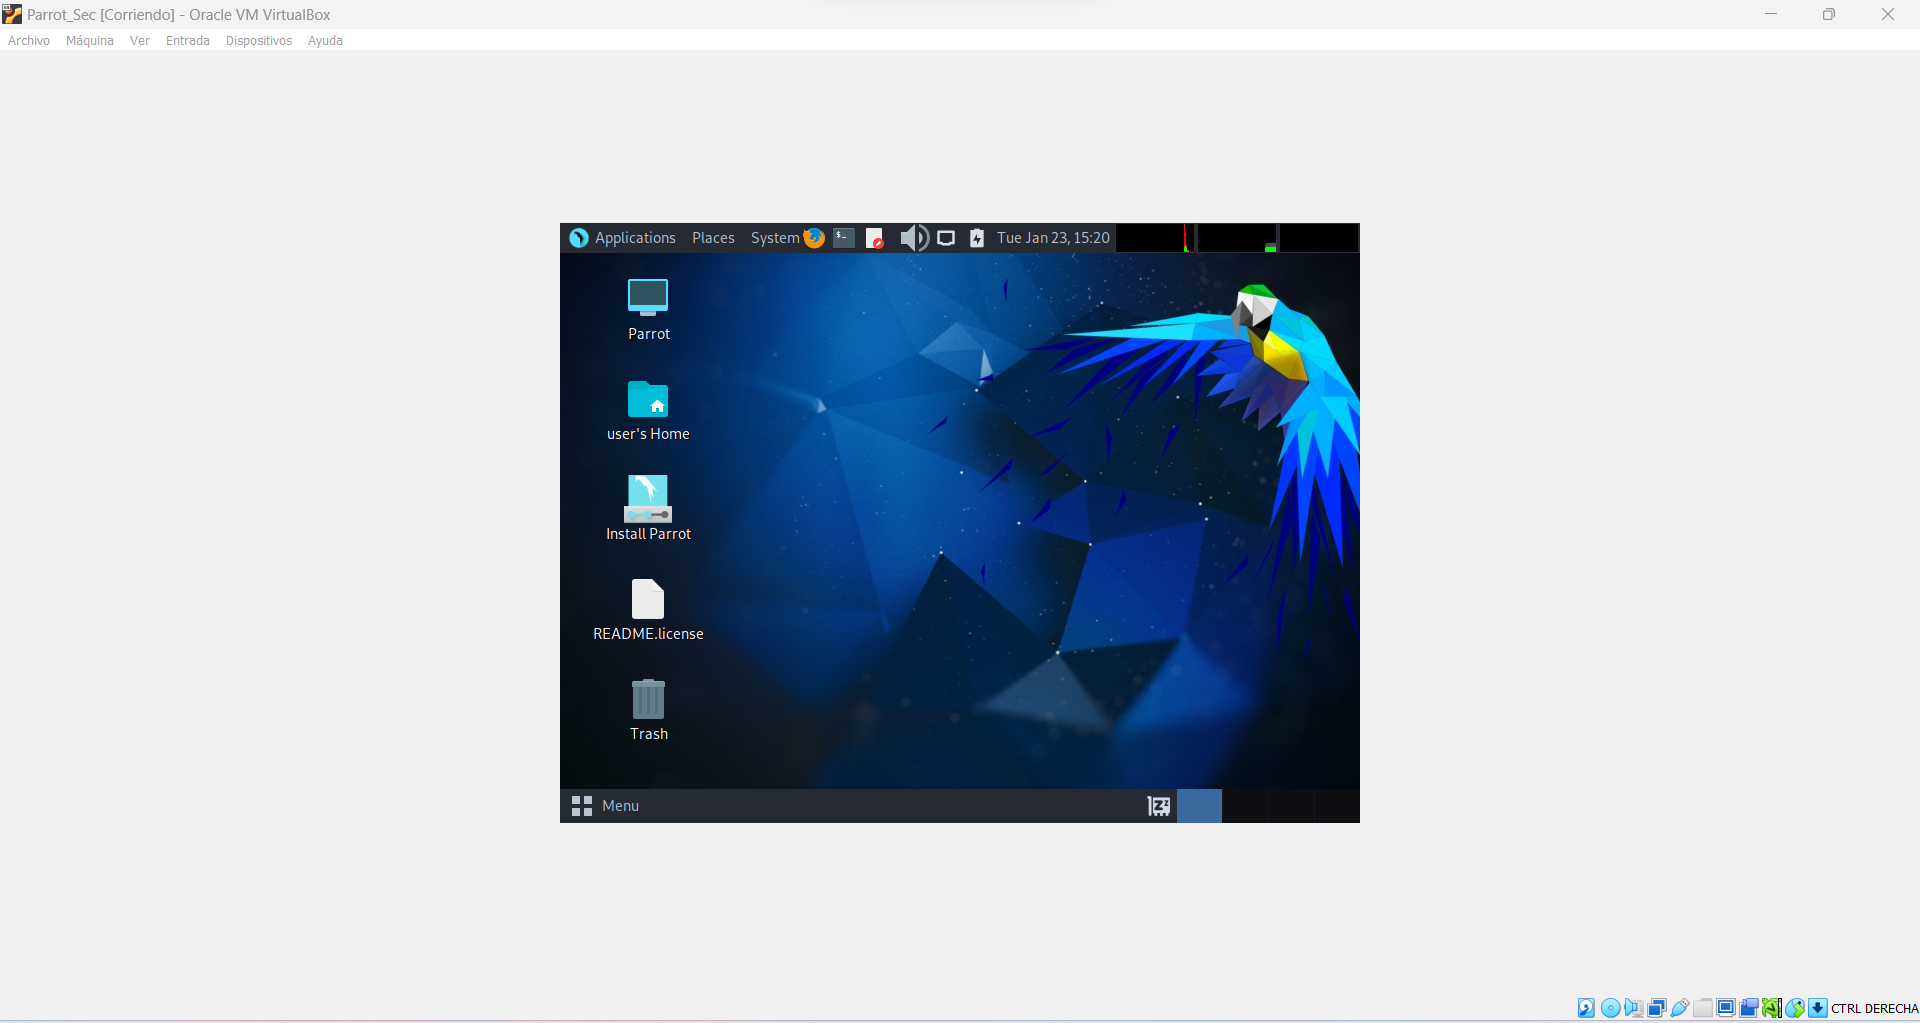 Parrot_Sec [Corriendo] - Oracle VM VirtualBox
Archivo Máquina Ver Entrada Dispositivos Ayuda
Applications Places System Tue Jan 23, 15:20
Parrot
user's Home
Install Parrot
README.license
Trash
Menu
CTRL DERECHA